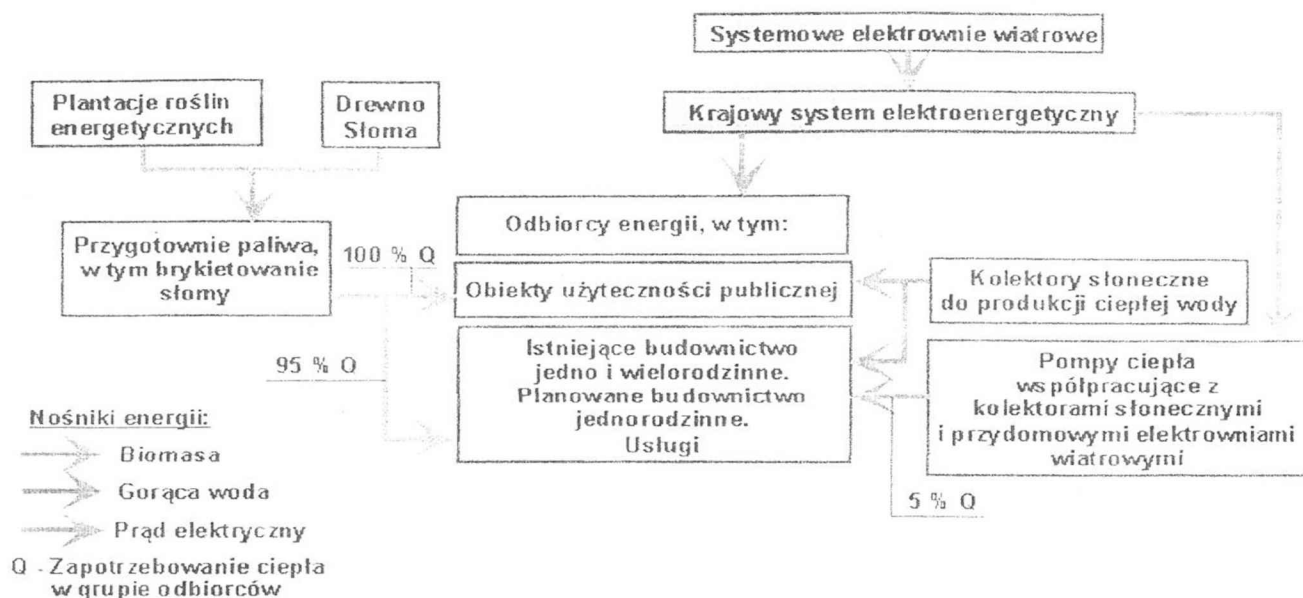 Systemowe elektrownie wiatrowe
Plantacje roślin
energetycznych
Drewno
Słoma
Krajowy system elektroenergetyczny
Przygotownie paliwa,
w tym brykietowanie
słomy
100 % Q
Odbiorcy energii, w tym:
Obiekty użyteczności publicznej
Kolektory słoneczne
do produkcji ciepłej wody
95 % Q
Istniejące budownictwo
jedno i wielorodzinne.
Planowane budownictwo
jednorodzinne.
Usługi
Pompy ciepła
współpracujące z
kolektorami słonecznymi
i przydomowymi elektrowniami
wiatrowymi
5 % Q
Nośniki energii:
Biomasa
Gorąca woda
Prąd elektryczny
Q - Zapotrzebowanie ciepła
w grupie odbiorców